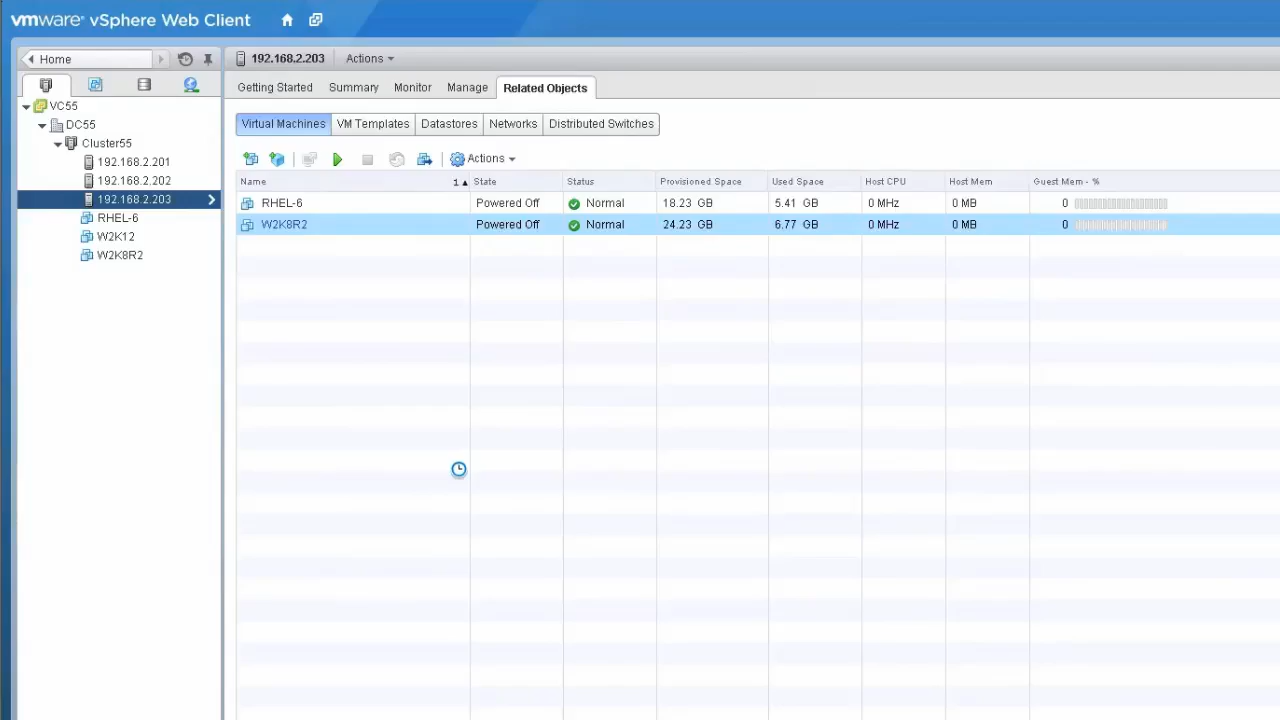 vmware® vSphere Web Client
Home
192.168.2.203 Actions
Getting Started Summary Monitor Manage Related Objects
VC55
DC55
Cluster55
192.168.2.201
192.168.2.202
192.168.2.203
RHEL-6
W2K12
W2K8R2
Virtual Machines VM Templates Datastores Networks Distributed Switches
Actions
Name 1 State Status Provisioned Space Used Space Host CPU Host Mem Guest Mem - %
RHEL-6 Powered Off Normal 18.23 GB 5.41 GB 0 MHz 0 MB 0
W2K8R2 Powered Off Normal 24.23 GB 6.77 GB 0 MHz 0 MB 0